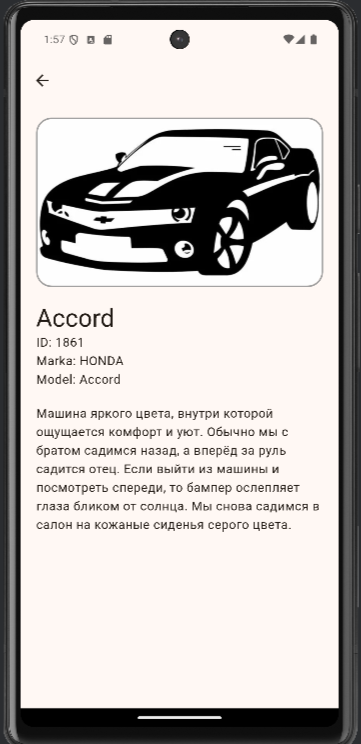 1:57
Accord
ID: 1861
Marka: HONDA
Model: Accord
Машина яркого цвета, внутри которой
ощущается комфорт и уют. Обычно мы с
братом садимся назад, а вперёд за руль
садится отец. Если выйти из машины и
посмотреть спереди, то бампер ослепляет
глаза бликом от солнца. Мы снова садимся в
салон на кожаные сиденья серого цвета.